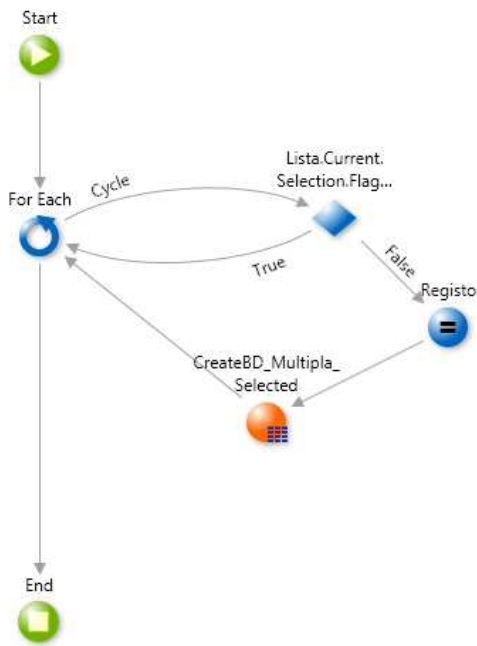 Start
Cycle
Lista.Current.
Selection.Flag...
For Each
True
False
Registo
CreateBD_Multipla_
Selected
End